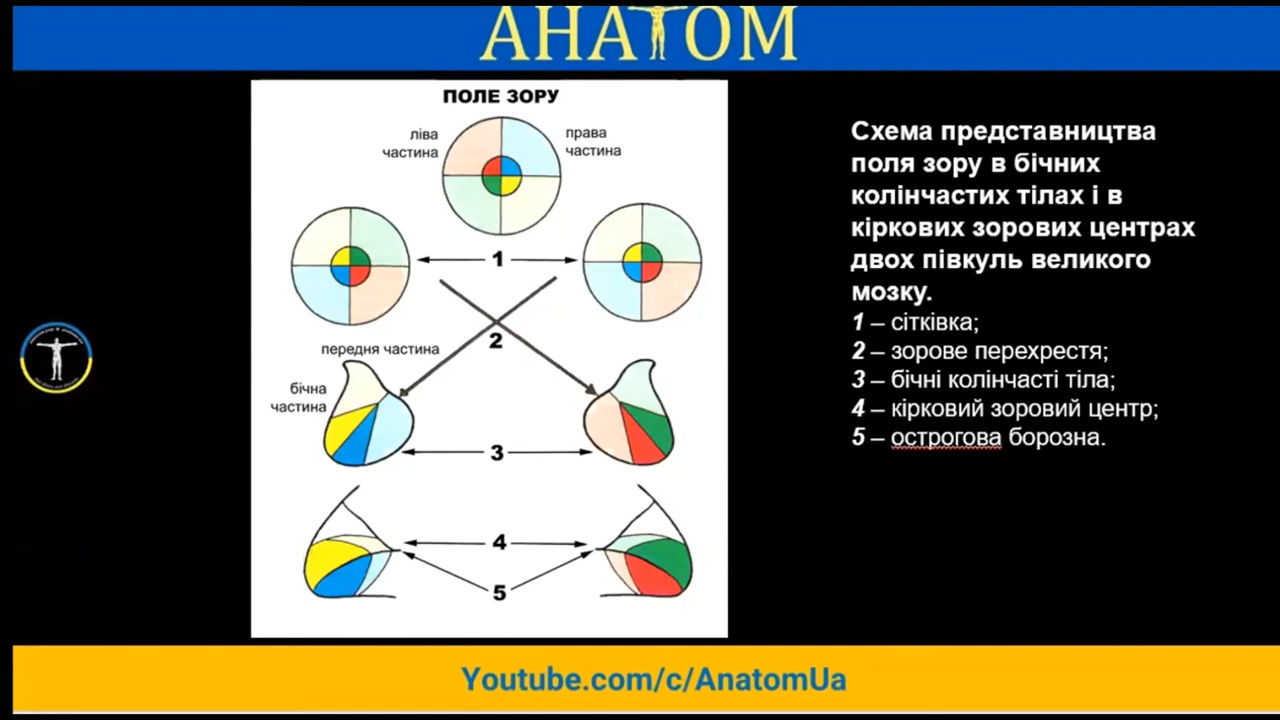 АНАТОМ
ПОЛЕ ЗОРУ
ліва
частина
права
частина
1
2
передня частина
бічна
частина
3
4
5
Схема представництва
поля зору в бічних
колінчастих тілах і в
кіркових зорових центрах
двох півкуль великого
мозку.
1 – сітківка;
2 – зорове перехрестя;
3 – бічні колінчасті тіла;
4 – кірковий зоровий центр;
5 – острогова борозна.
Youtube.com/c/AnatomUa